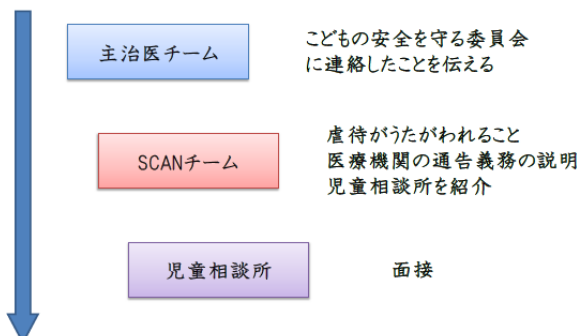 主治医チーム
こどもの安全を守る委員会
に連絡したことを伝える
SCANチーム
虐待がうたがわれること
医療機関の通告義務の説明
児童相談所を紹介
児童相談所
面接